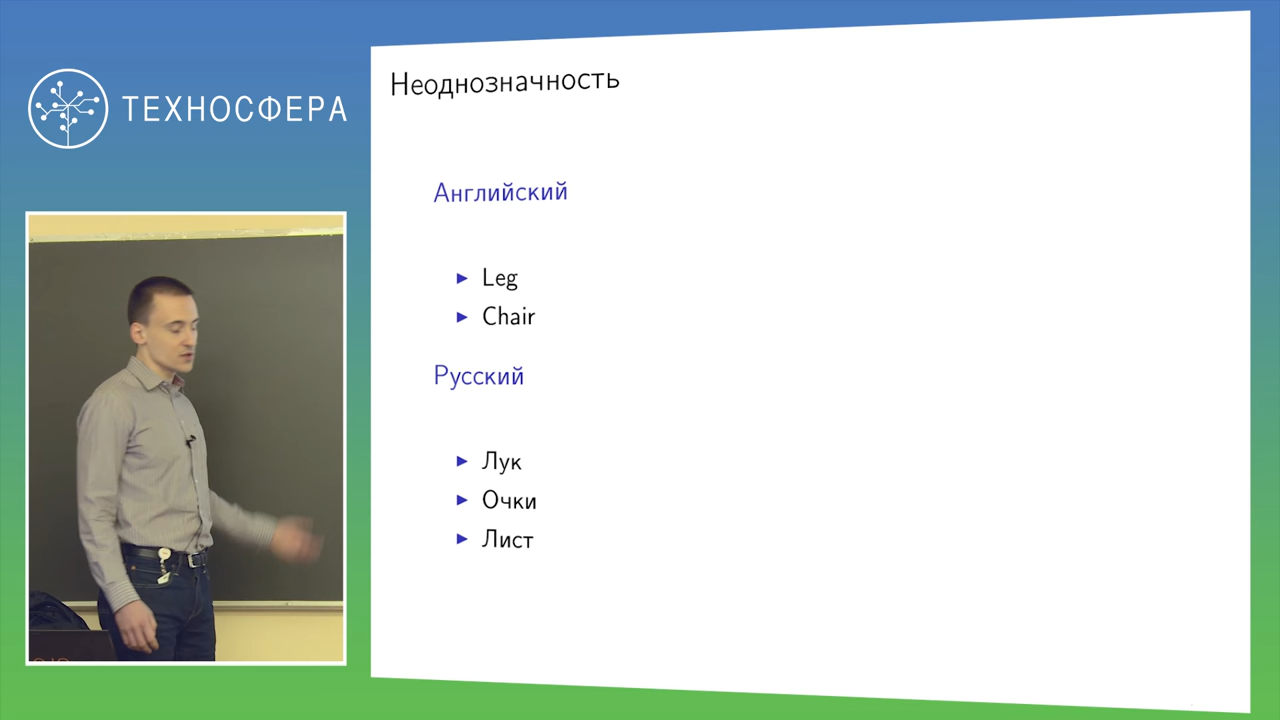 ТЕХНОСФЕРА
Неоднозначность
Английский
Leg
Chair
Русский
Лук
Очки
Лист